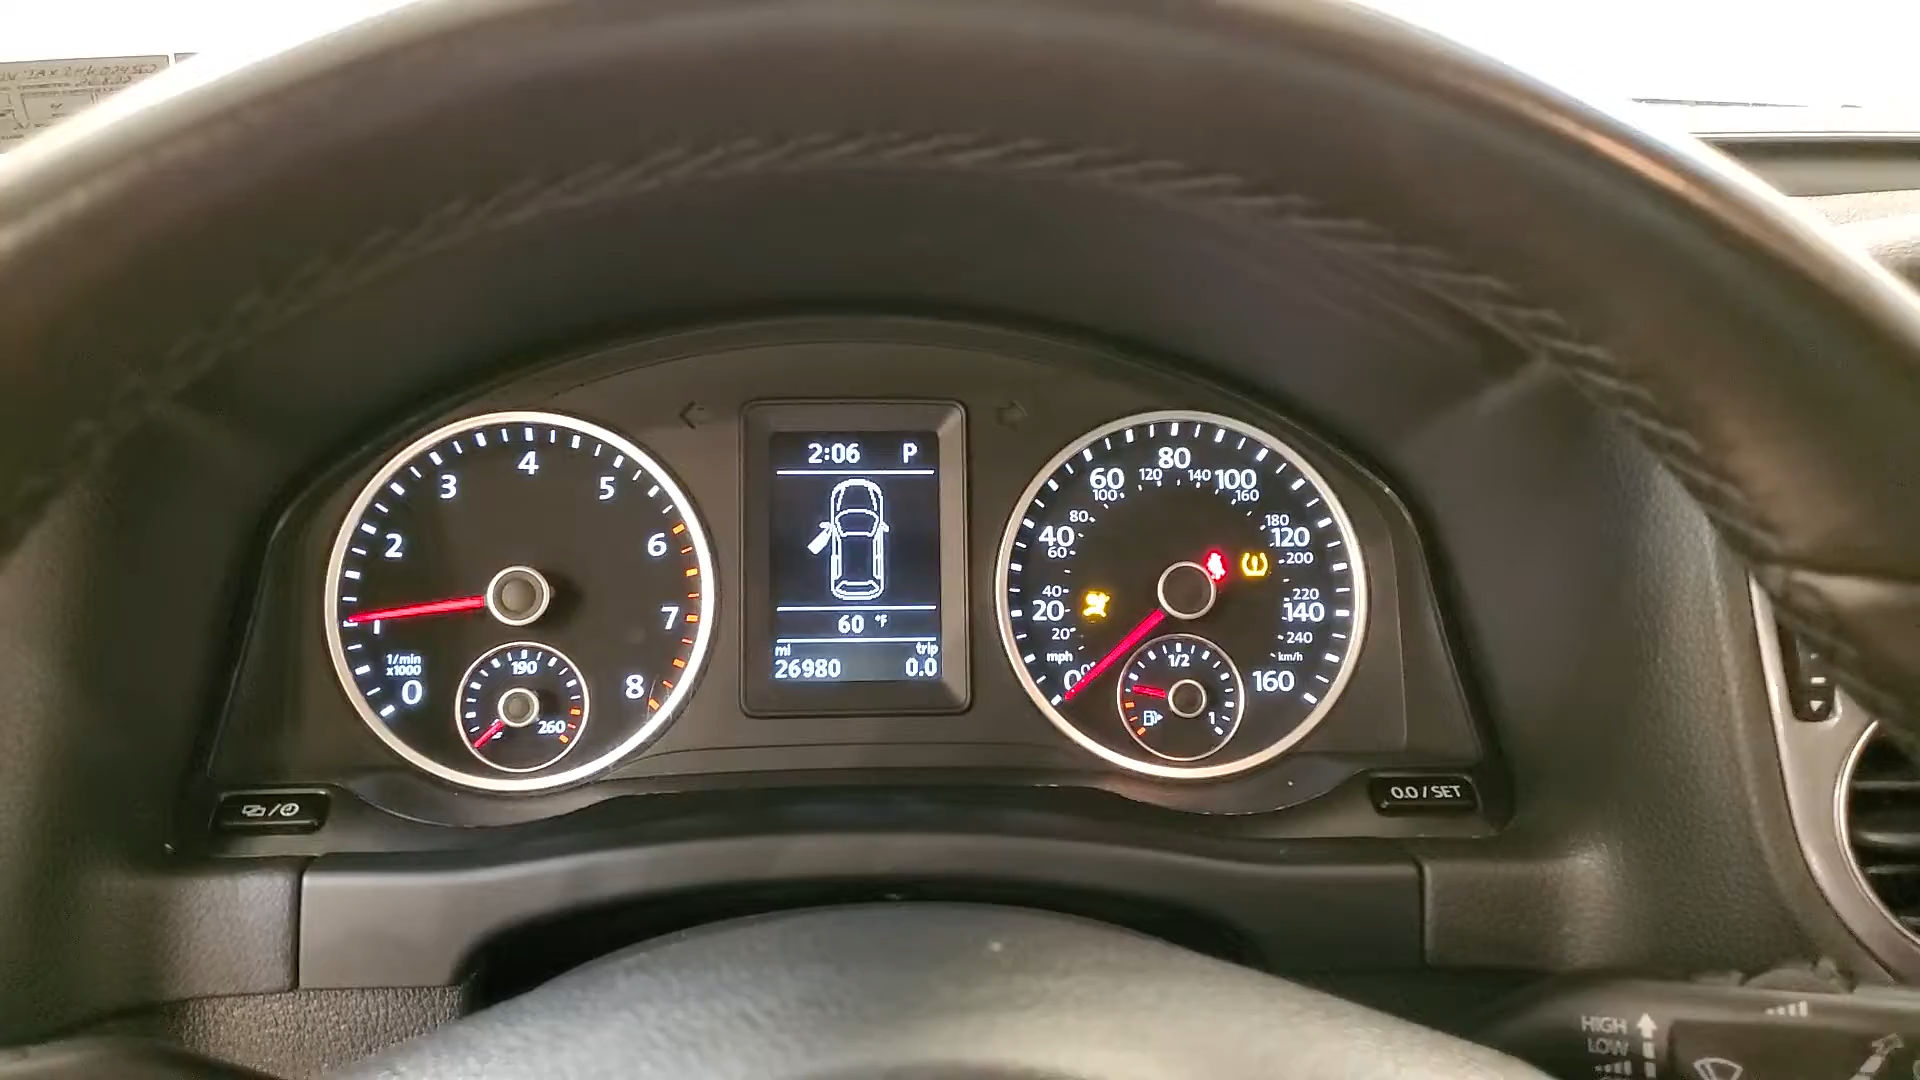 2:06 P
60 °F
mi trip
26980 0.0
4
3 5
2 6
1 7
1/min
x1000
0 8
190
260
80
60 100
120 140
100 160
80 180
40 120
60 200
40 220
20 140
20 240
mph km/h
0 160
1/2
1
0.0 / SET
HIGH
LOW